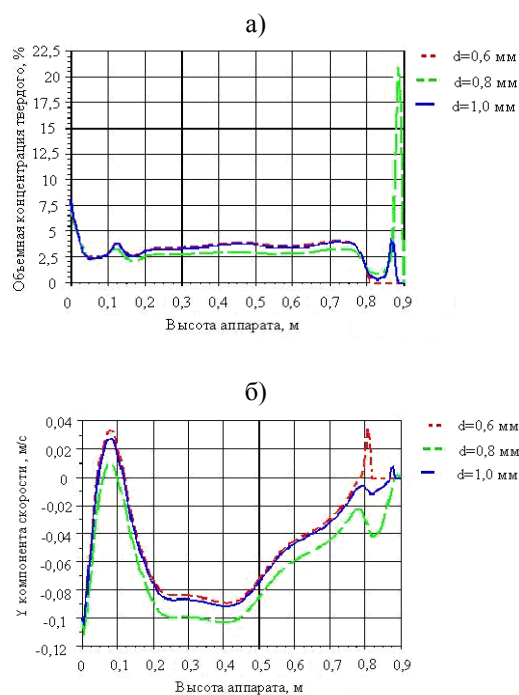 а)
Объемная концентрация твердого, %
22,5
20
17,5
15
12,5
10
7,5
5
2,5
0
0 0,1 0,2 0,3 0,4 0,5 0,6 0,7 0,8 0,9
Высота аппарата, м
d=0,6 мм
d=0,8 мм
d=1,0 мм
б)
Y компонента скорости, м/с
0,04
0,02
0
-0,02
-0,04
-0,06
-0,08
-0,1
-0,12
0 0,1 0,2 0,3 0,4 0,5 0,6 0,7 0,8 0,9
Высота аппарата, м
d=0,6 мм
d=0,8 мм
d=1,0 мм